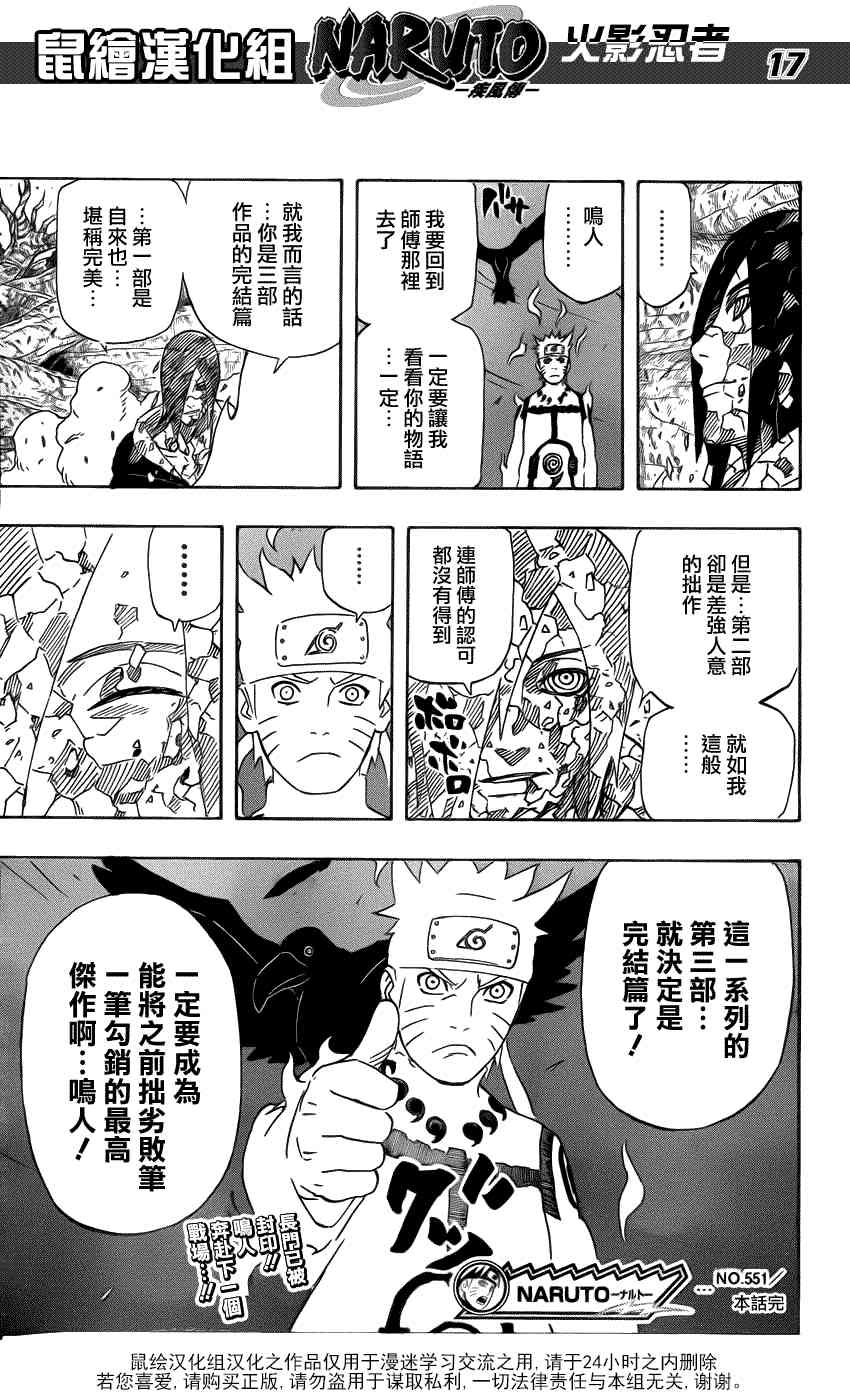 鼠繪漢化組
NARUTO
火影忍者
17
疾風傳
………
鳴人
………
バサ
我要回到
師傅那裡
去了
一定要讓我
看看你的物語
…一定…
就我而言的話
…你是三部
作品的完結篇
…第一部是
自來也…
堪稱完美…
但是…第二部
卻是差強人意
的拙作
就如我
這般
……
連師傅的認可
都沒有得到
ボロボロ
……
……
這一系列的
第三部…
就決定是
完結篇了！
一定要成為
能將之前拙劣敗筆
一筆勾銷的最高
傑作啊…鳴人！
グッ
長門已被
封印!!
鳴人
奔赴下一個
戰場…!!
NARUTO
—ナルト—
…
NO.551／
本話完
鼠绘汉化组汉化之作品仅用于漫迷学习交流之用, 请于24小时之内删除
若您喜爱, 请购买正版, 请勿用于谋取私利, 一切法律责任与本组无关, 谢谢。